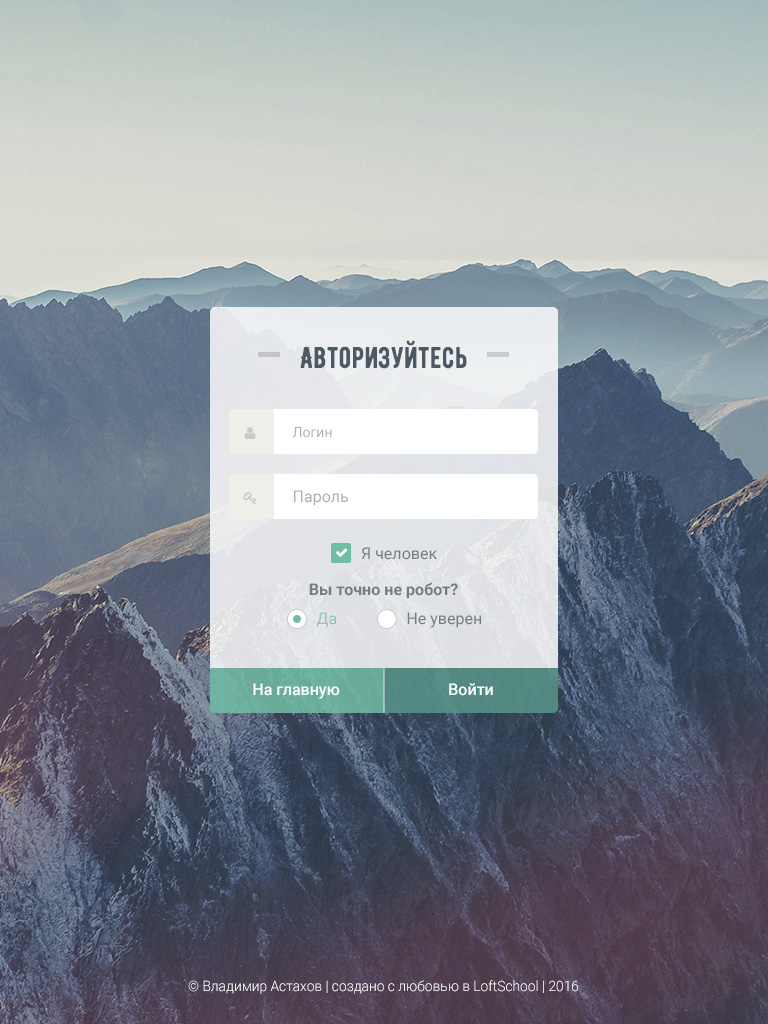 АВТОРИЗУЙТЕСЬ
Логин
Пароль
Я человек
Вы точно не робот?
Да Не уверен
На главную Войти
© Владимир Астахов | создано с любовью в LoftSchool | 2016